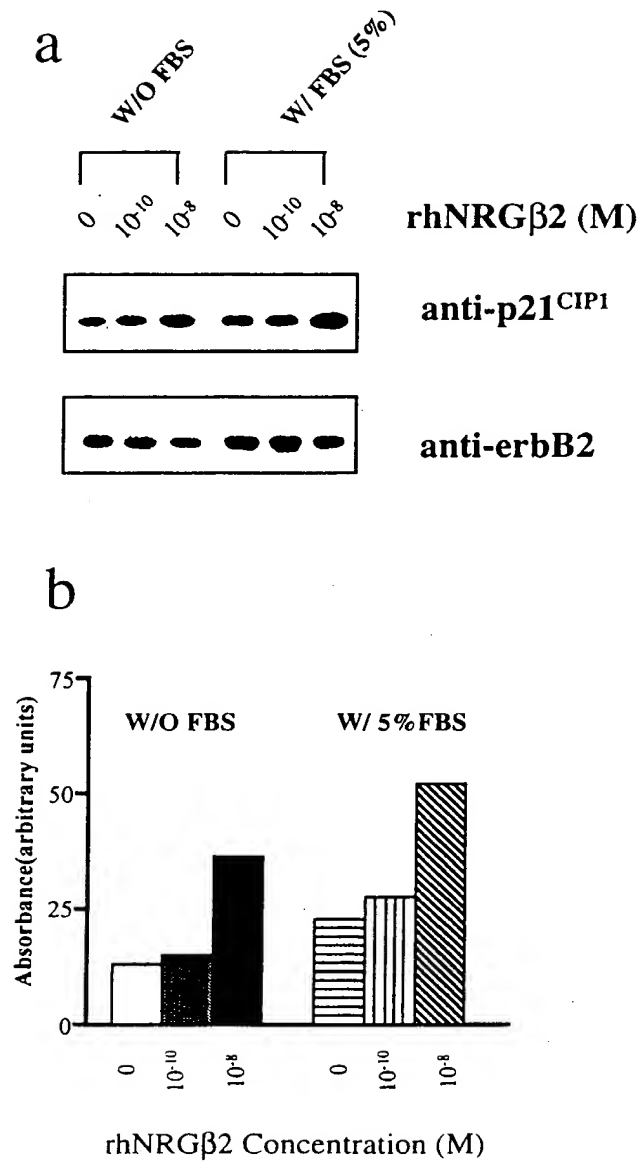 a
W/O FBS
W/ FBS (5%)
0
10⁻¹⁰
10⁻⁸
0
10⁻¹⁰
10⁻⁸
rhNRGβ2 (M)
anti-p21ᶜᴵᴾ¹
anti-erbB2
b
75
50
25
0
Absorbance(arbitrary units)
W/O FBS
W/ 5%FBS
0
10⁻¹⁰
10⁻⁸
0
10⁻¹⁰
10⁻⁸
rhNRGβ2 Concentration (M)